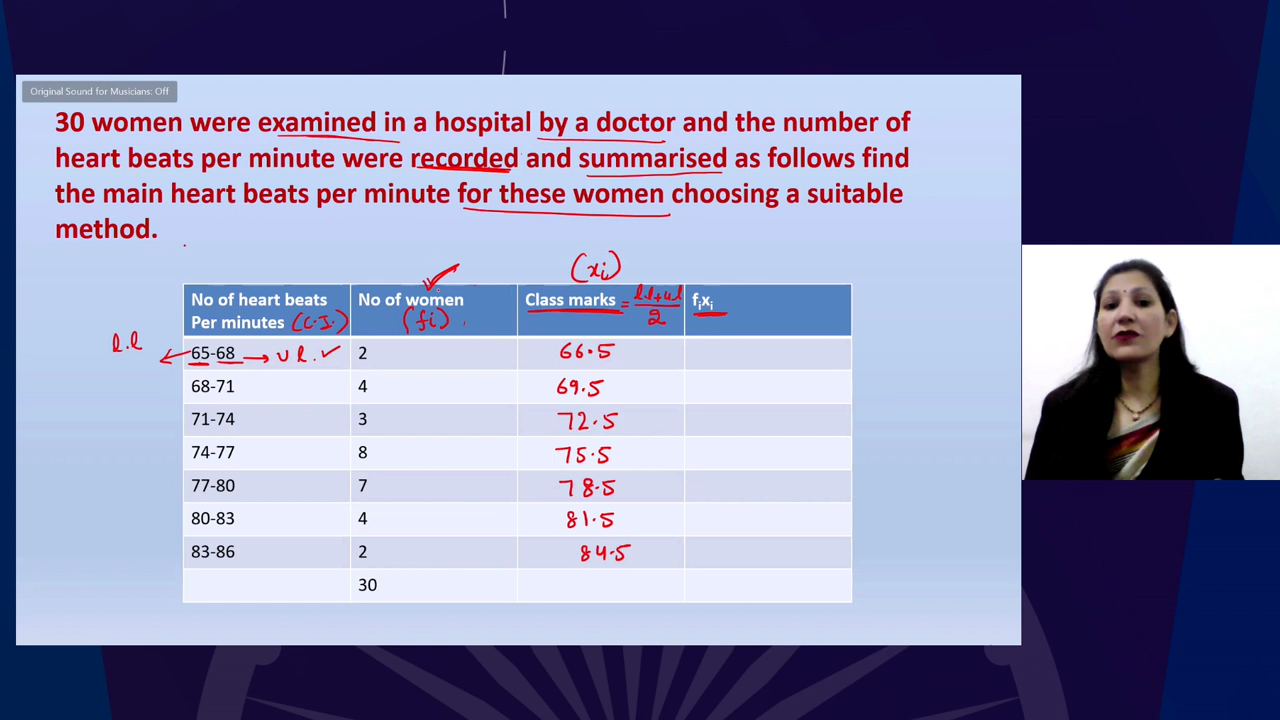 Original Sound for Musicians: Off
30 women were examined in a hospital by a doctor and the number of
heart beats per minute were recorded and summarised as follows find
the main heart beats per minute for these women choosing a suitable
method.
(xi)
No of heart beats No of women Class marks = l.l+ul/2 fixi
Per minutes (C.I.) (fi)
l.l 65-68 → u l. ✓ 2 66.5
68-71 4 69.5
71-74 3 72.5
74-77 8 75.5
77-80 7 78.5
80-83 4 81.5
83-86 2 84.5
30